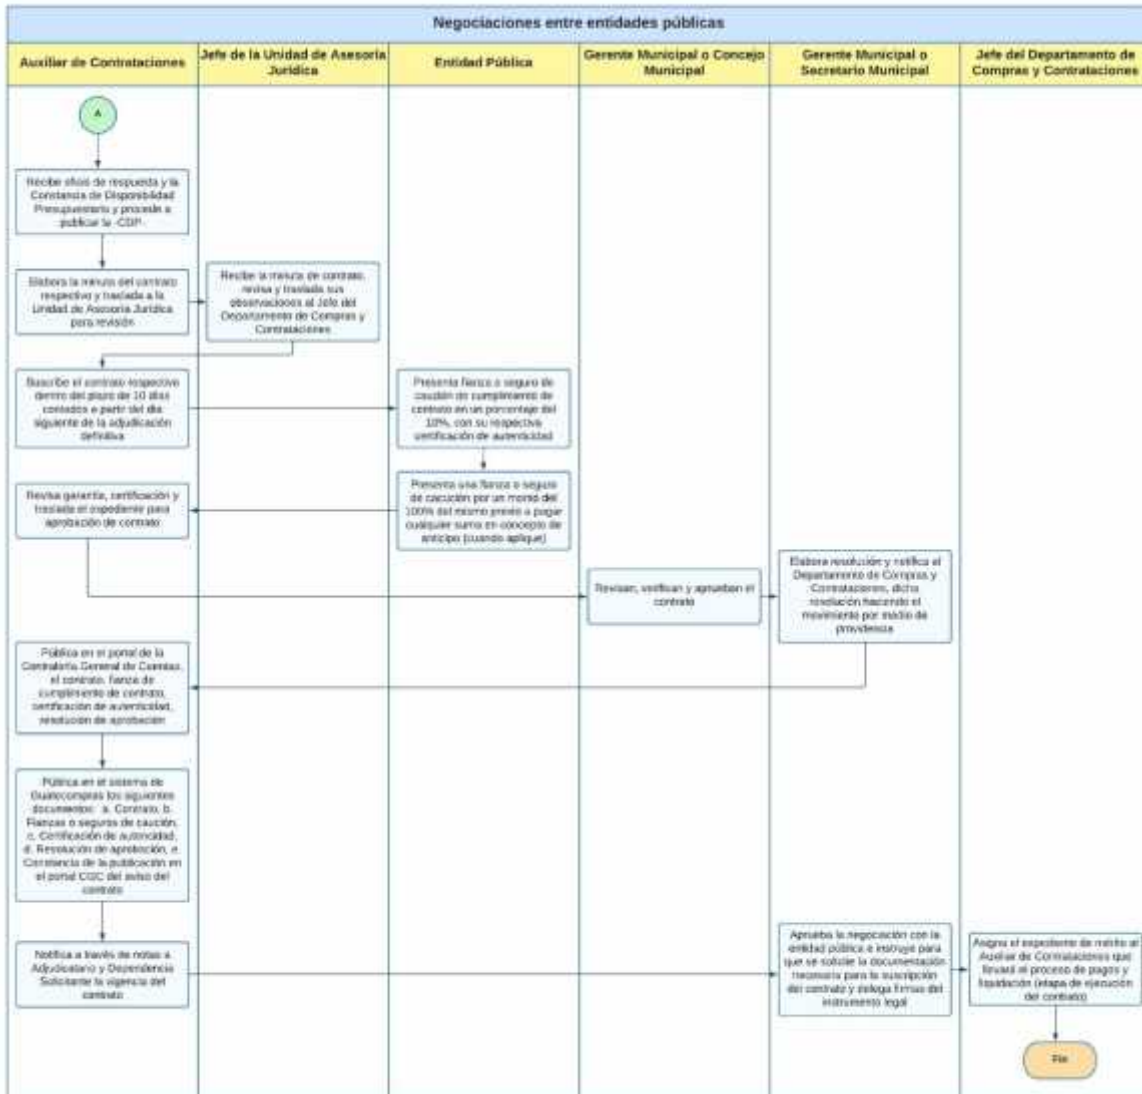 Negociaciones entre entidades públicas
Auxiliar de Contrataciones
Jefe de la Unidad de Asesoría
Jurídica
Entidad Pública
Gerente Municipal o Concejo
Municipal
Gerente Municipal o
Secretario Municipal
Jefe del Departamento de
Compras y Contrataciones
A
Recibe oficio de respuesta y la
Constancia de Disponibilidad
Presupuestaria y procede a
publicar la -CDP-
Elabora la minuta del contrato
respectivo y traslada a la
Unidad de Asesoría Jurídica
para revisión
Recibe la minuta de contrato,
revisa y traslada sus
observaciones al Jefe del
Departamento de Compras y
Contrataciones
Suscribe el contrato respectivo
dentro del plazo de 10 días
contados a partir del día
siguiente de la adjudicación
definitiva
Presenta fianza o seguro de
caución de cumplimiento de
contrato en un porcentaje del
10%, con su respectiva
certificación de autenticidad
Presenta una fianza o seguro
de cacución por un monto del
100% del mismo previo a pagar
cualquier suma en concepto de
anticipo (cuando aplique)
Revisa garantía, certificación y
traslada el expediente para
aprobación de contrato
Revisan, verifican y aprueban el
contrato
Elabora resolución y notifica al
Departamento de Compras y
Contrataciones, dicha
resolución haciendo el
movimiento por medio de
providencia
Pública en el portal de la
Contraloría General de Cuentas,
el contrato, fianza de
cumplimiento de contrato,
certificación de autenticidad,
resolución de aprobación
Pública en el sistema de
Guatecompras los siguientes
documentos: a. Contrato, b.
Fianzas o seguros de caución,
c. Certificación de autoricidad,
d. Resolución de aprobación, e.
Constancia de la publicación en
el portal CGC del aviso del
contrato
Notifica a través de notas a
Adjudicatario y Dependencia
Solicitante la vigencia del
contrato
Aprueba la negociación con la
entidad pública e instruye para
que se solicite la documentación
necesaria para la suscripción
del contrato y delega firmas del
instrumento legal
Asigna el expediente de mérito al
Auxiliar de Contrataciones que
llevará el proceso de pagos y
liquidación (etapa de ejecución
del contrato)
Fin